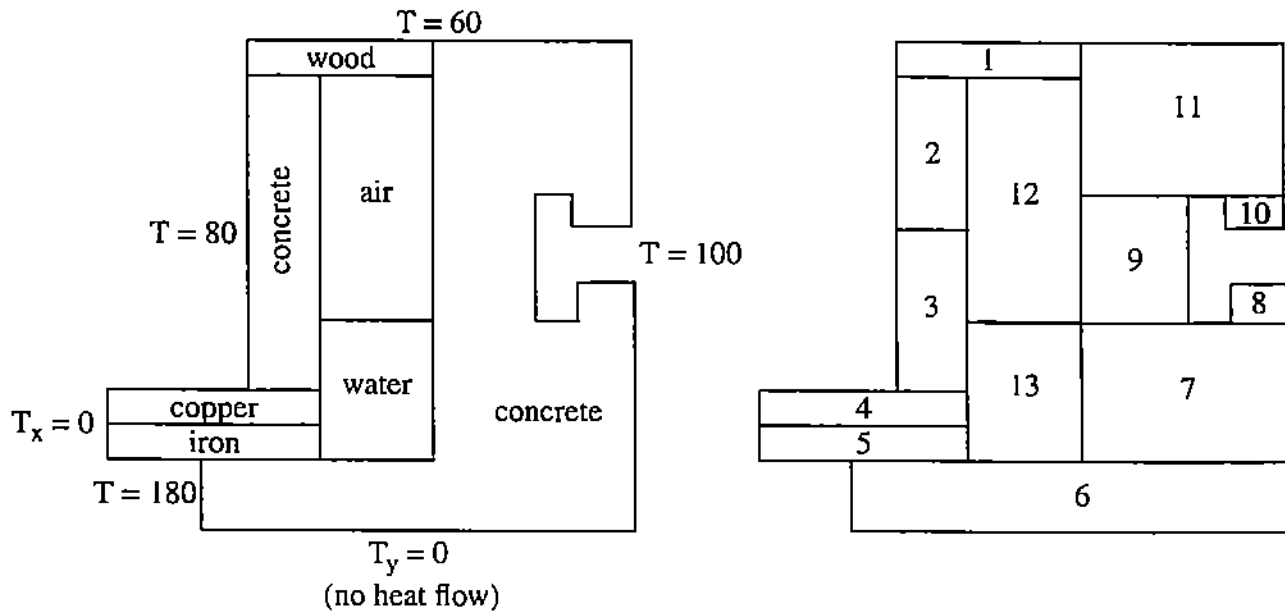 T = 60
wood
concrete
air
T = 80
T = 100
water
concrete
copper
T_x = 0
iron
T = 180
T_y = 0
(no heat flow)
1
11
2
12
10
9
3
8
13
7
4
5
6